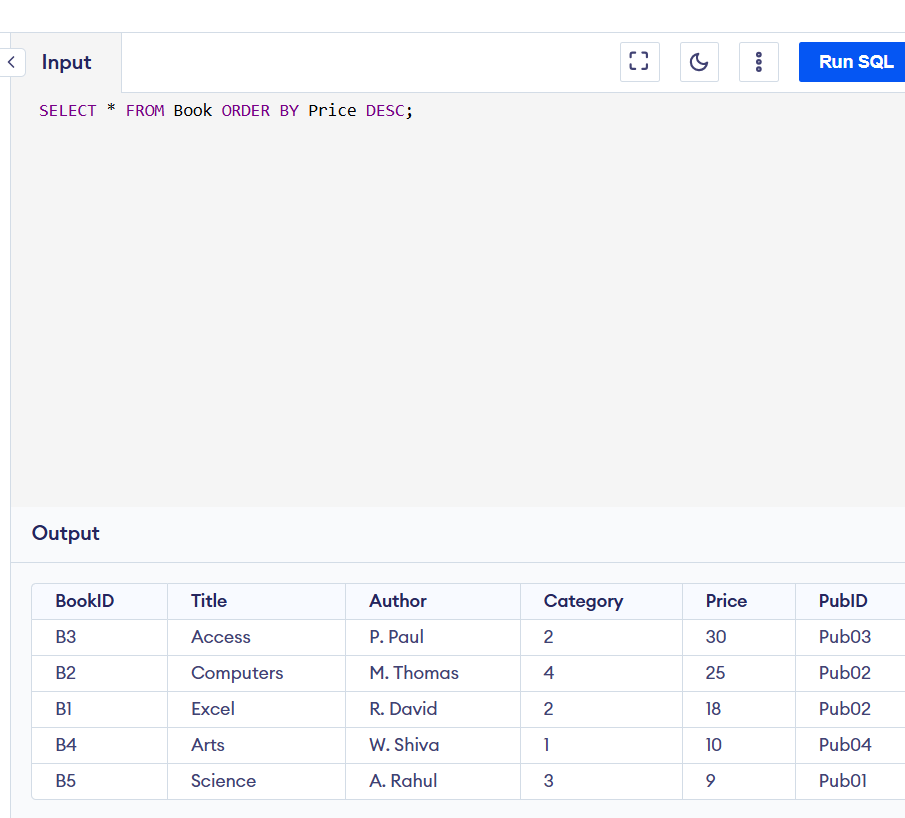 Input
Run SQL
SELECT * FROM Book ORDER BY Price DESC;
Output
BookID Title Author Category Price PubID
B3 Access P. Paul 2 30 Pub03
B2 Computers M. Thomas 4 25 Pub02
B1 Excel R. David 2 18 Pub02
B4 Arts W. Shiva 1 10 Pub04
B5 Science A. Rahul 3 9 Pub01